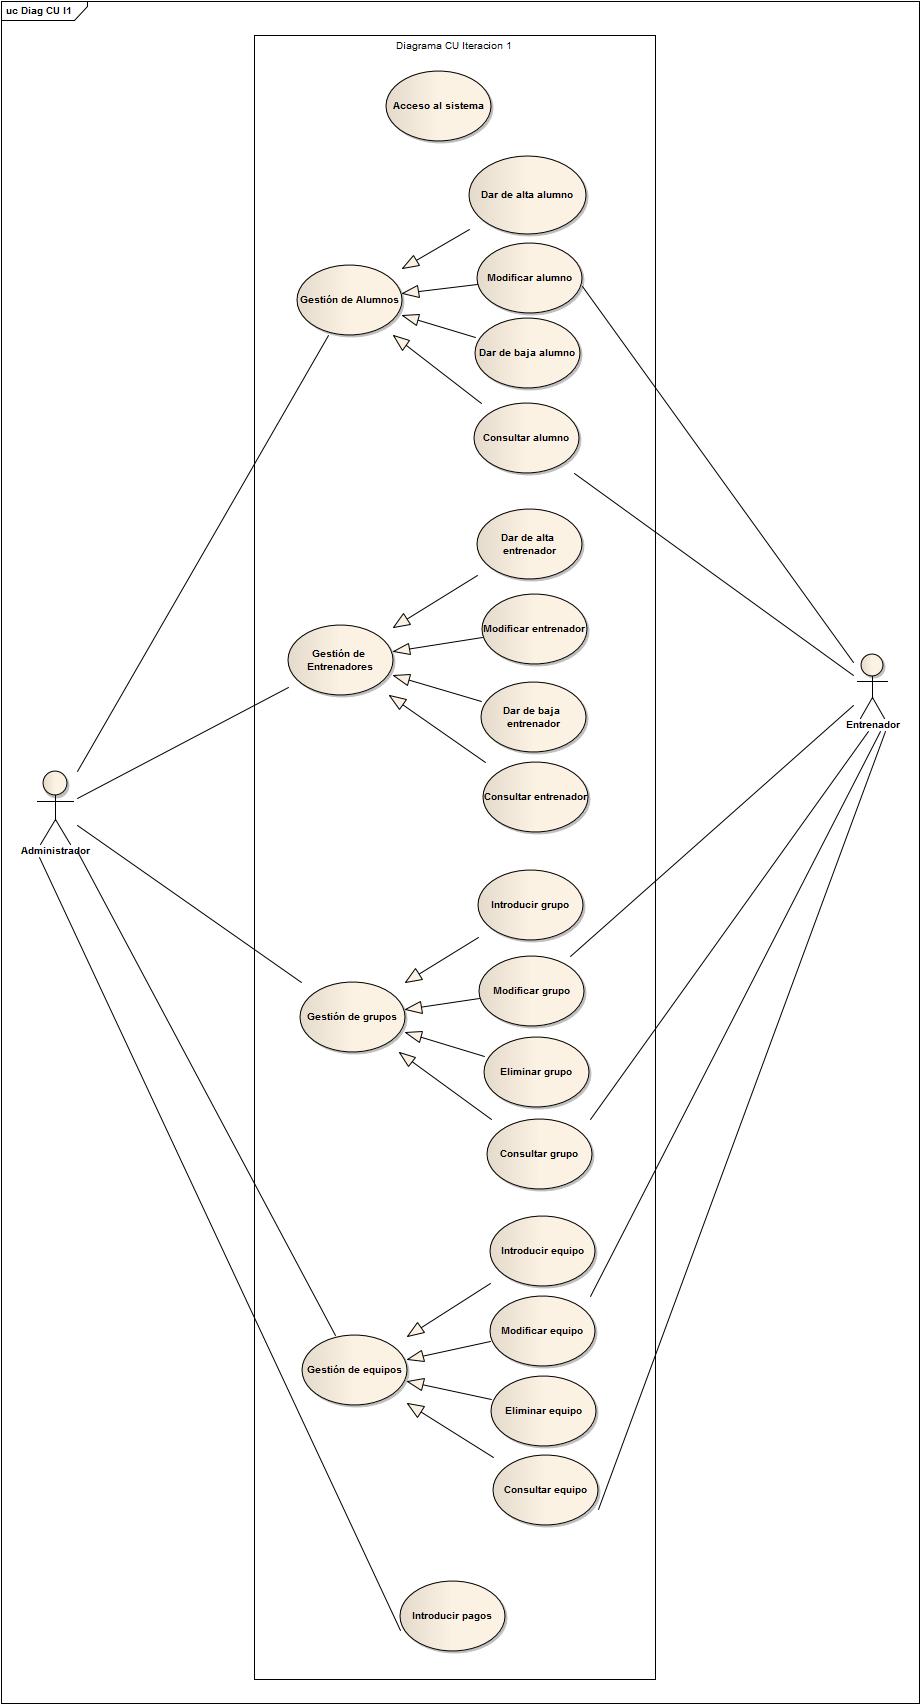 uc Diag CU I1
Diagrama CU Iteracion 1
Acceso al sistema
Dar de alta alumno
Modificar alumno
Gestión de Alumnos
Dar de baja alumno
Consultar alumno
Dar de alta
entrenador
Modificar entrenador
Gestión de
Entrenadores
Dar de baja
entrenador
Entrenador
Consultar entrenador
Administrador
Introducir grupo
Modificar grupo
Gestión de grupos
Eliminar grupo
Consultar grupo
Introducir equipo
Modificar equipo
Gestión de equipos
Eliminar equipo
Consultar equipo
Introducir pagos